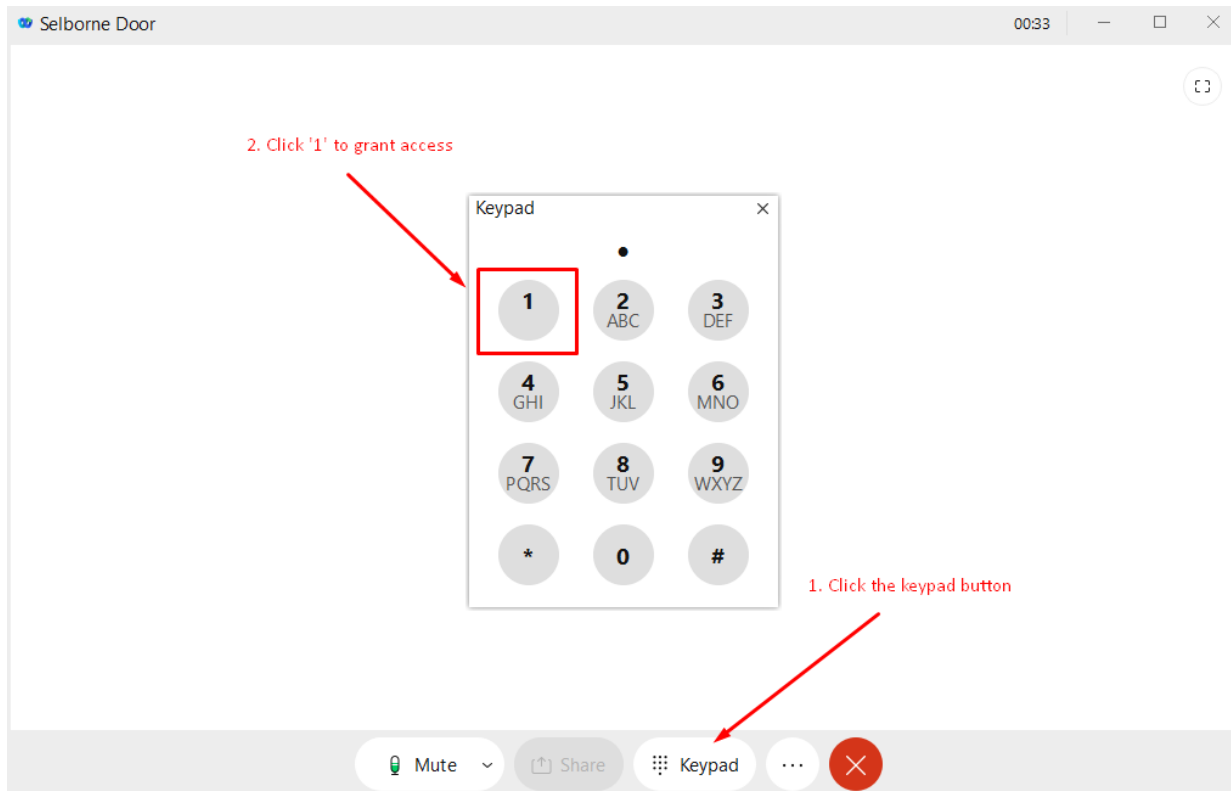 Selborne Door 00:33
2. Click '1' to grant access
Keypad
1 2 3
ABC DEF
4 5 6
GHI JKL MNO
7 8 9
PQRS TUV WXYZ
* 0 #
1. Click the keypad button
Mute Share Keypad ...